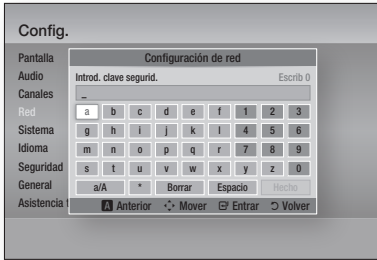 Config.
Pantalla
Audio
Canales
Red
Sistema
Idioma
Seguridad
General
Asistencia
Configuración de red
Introd. clave segurid.
Escrib 0
_
a b c d e f 1 2 3
g h i j k l 4 5 6
m n o p q r 7 8 9
s t u v w x y z 0
a/A * Borrar Espacio Hecho
A Anterior Mover Entrar Volver